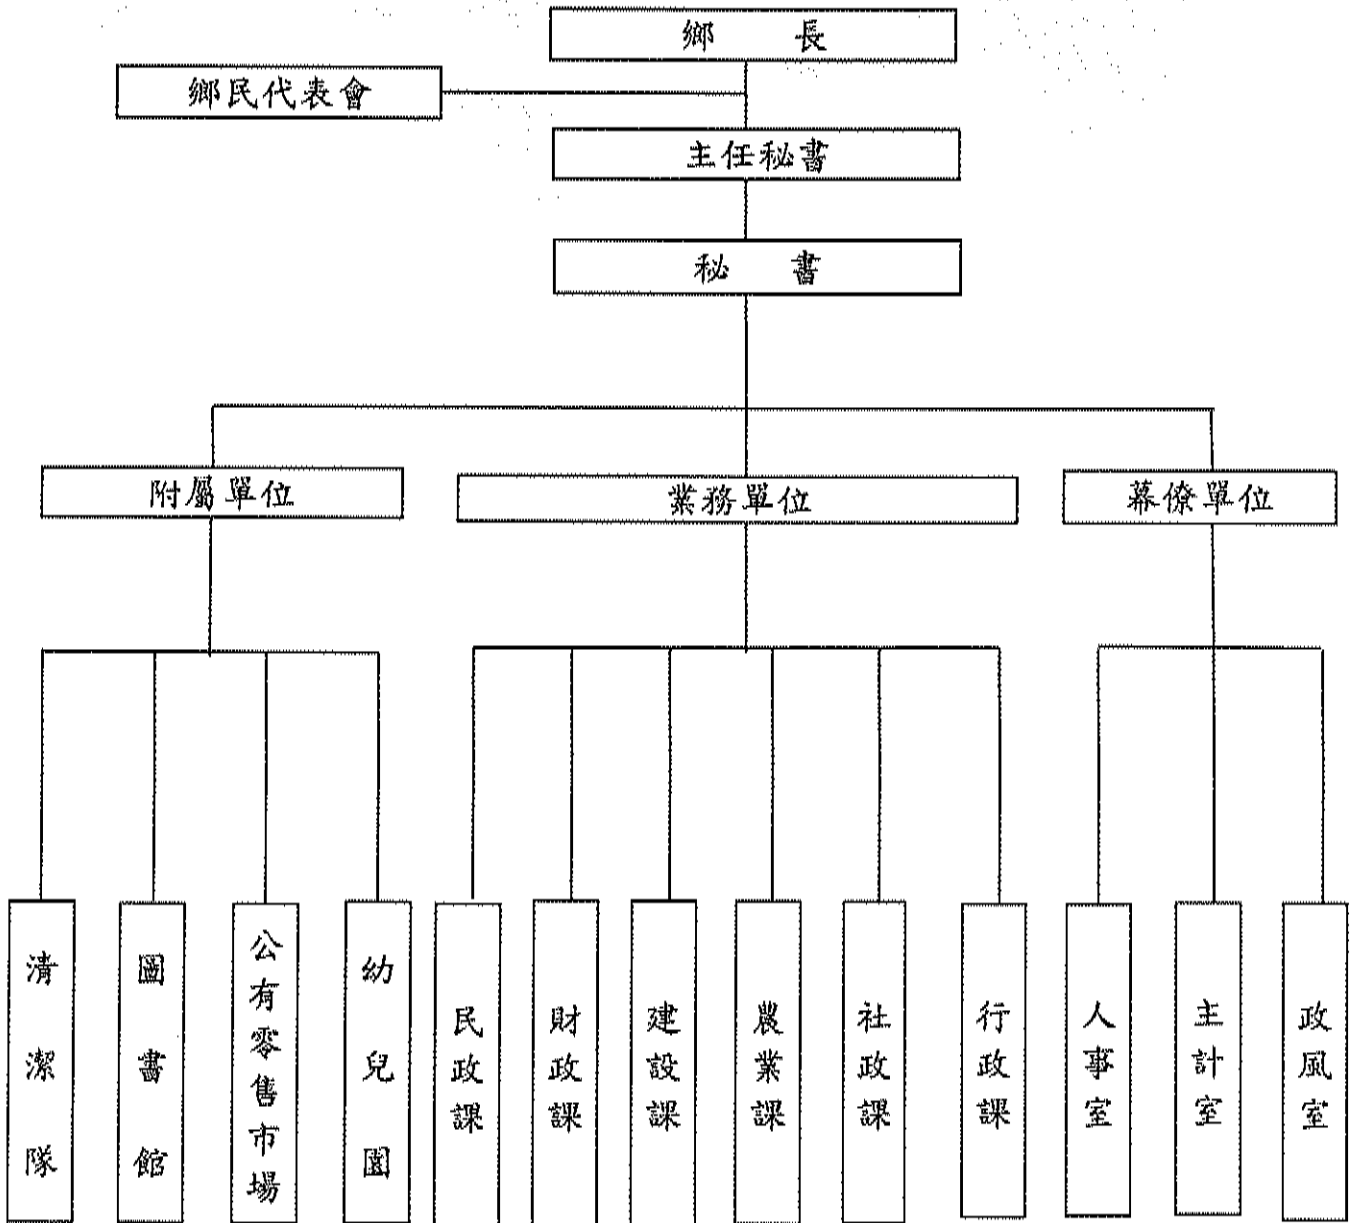 鄉長
鄉民代表會
主任秘書
秘書
附屬單位
業務單位
幕僚單位
清潔隊
圖書館
公有零售市場
幼兒園
民政課
財政課
建設課
農業課
社政課
行政課
人事室
主計室
政風室